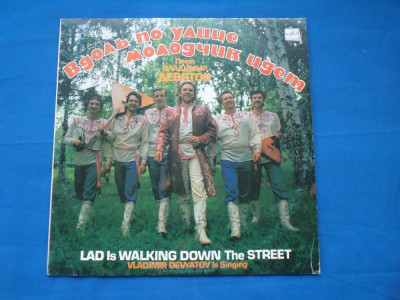 Вдоль по улице
молодчик идет
Поет
ВЛАДИМИР
ДЕВЯТОВ
LAD Is WALKING DOWN The STREET
VLADIMIR DEVYATOV Is Singing